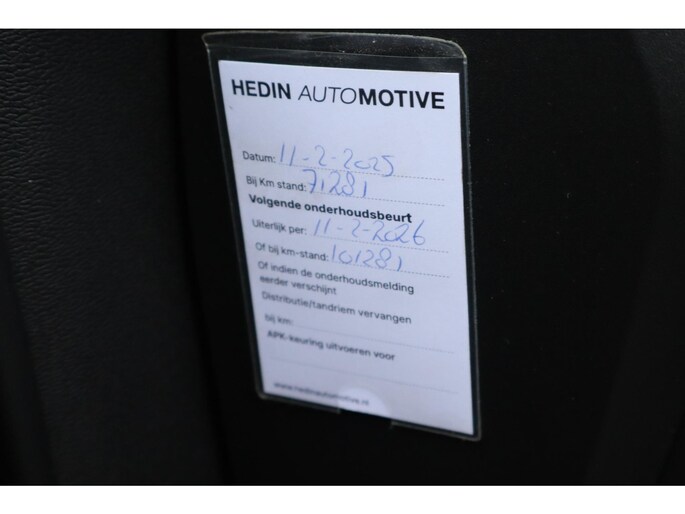 HEDIN AUTOMOTIVE
Datum: 11-2-2025
Bij Km stand: 71281
Volgende onderhoudsbeurt
Uiterlijk per: 11-2-2026
Of bij km-stand: 101281
Of indien de onderhoudsmelding
eerder verschijnt
Distributie/tandriem vervangen
bij km:
APK-keuring uitvoeren voor
www.hedinautomotive.nl